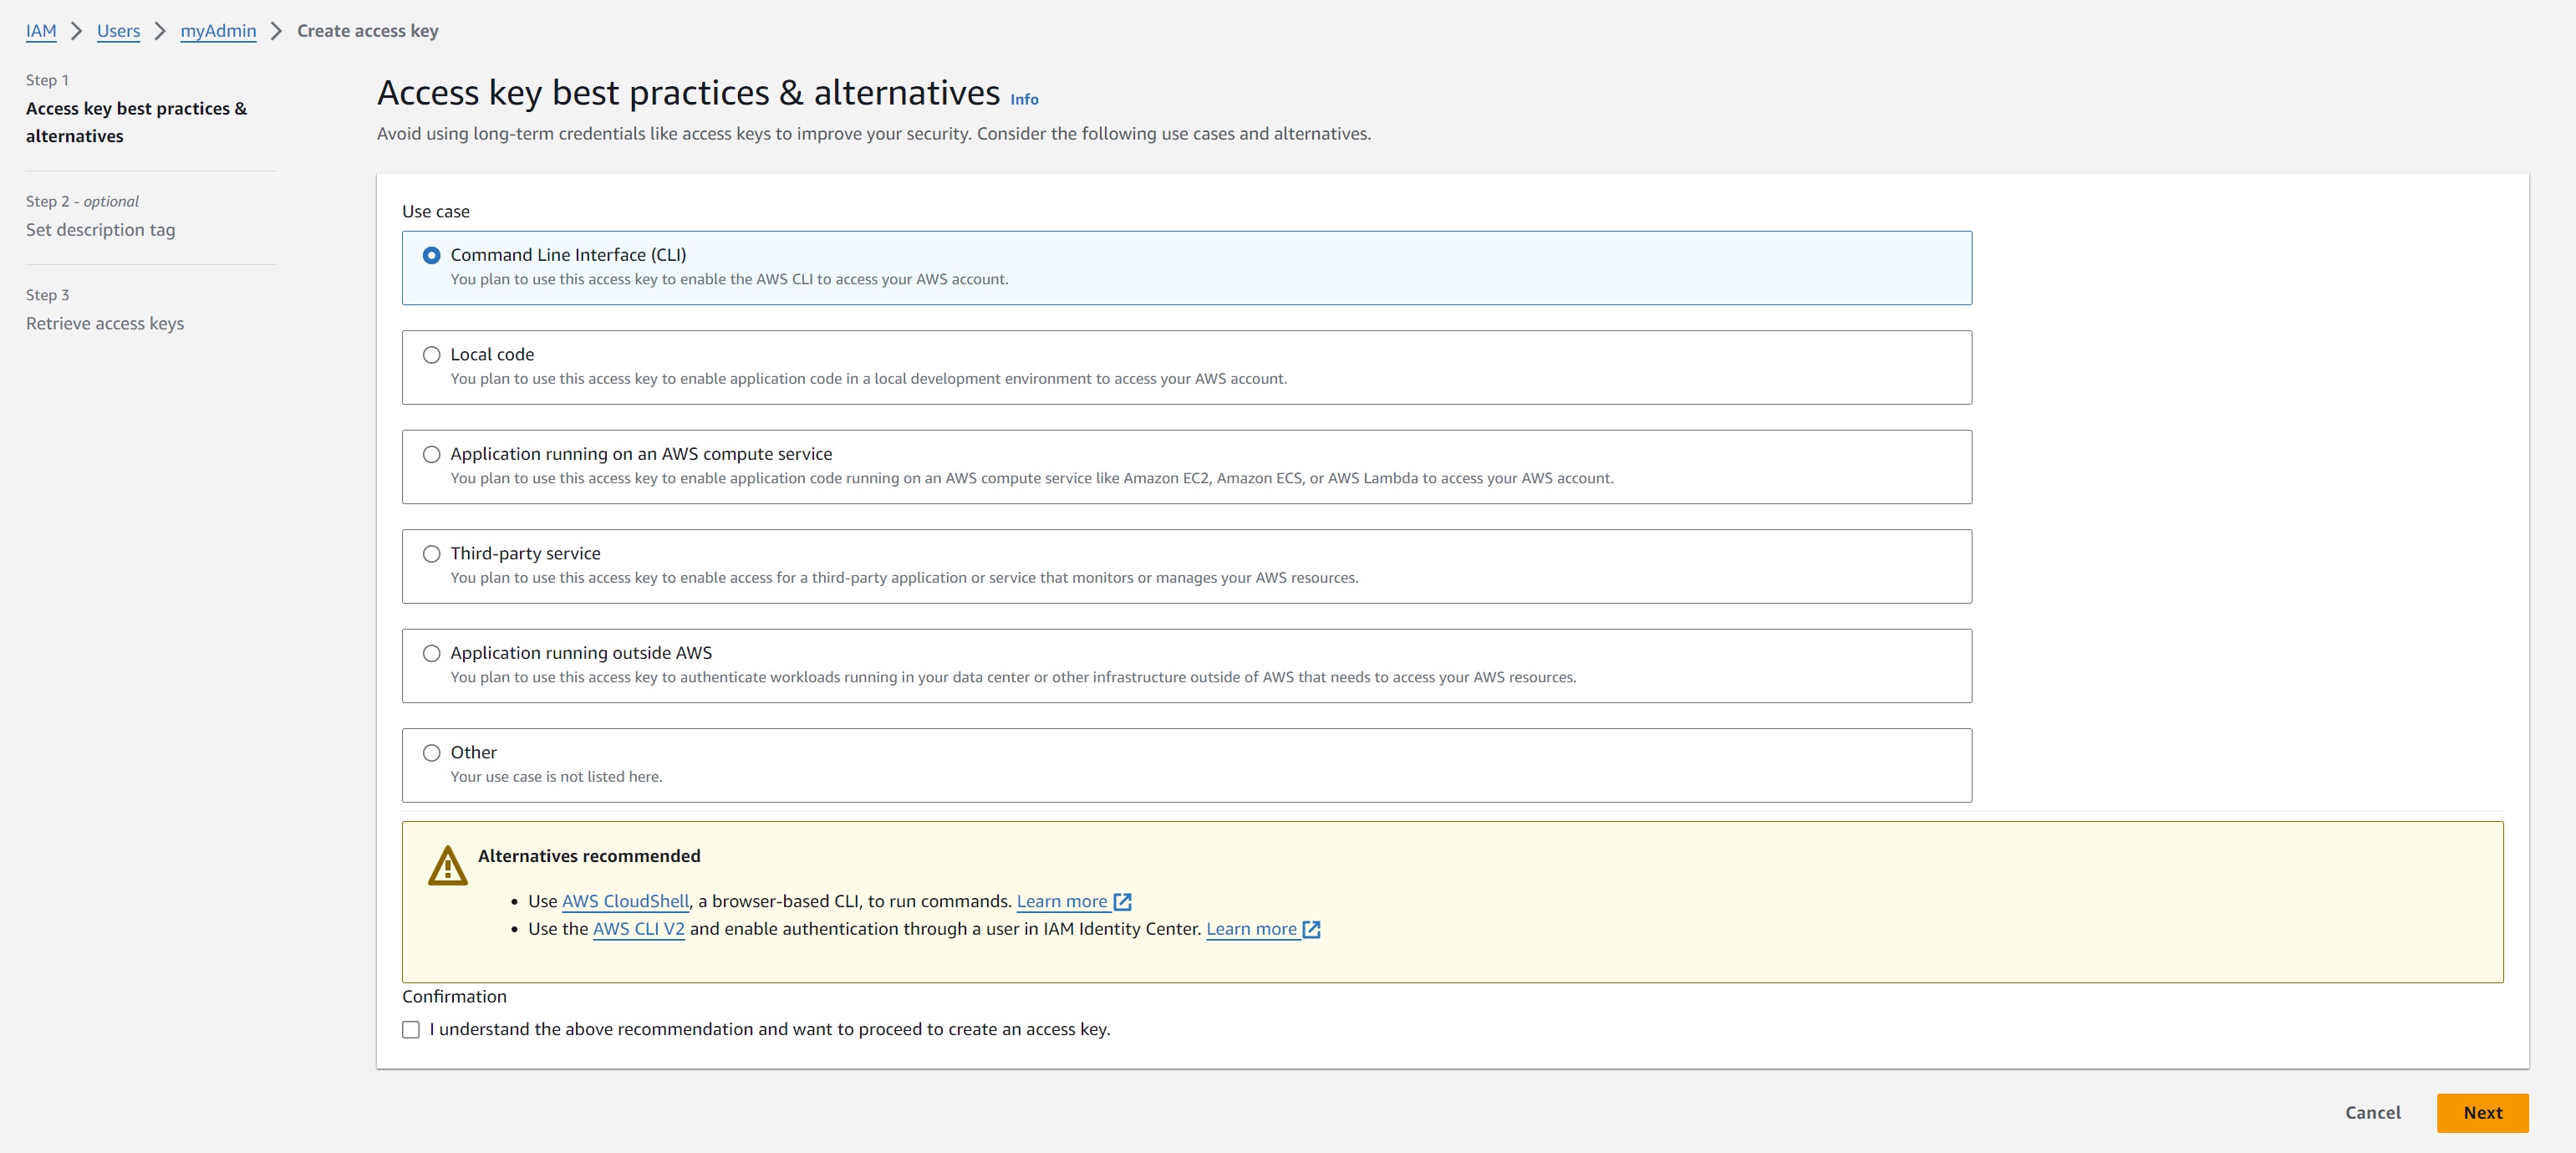 IAM > Users > myAdmin > Create access key
Step 1
Access key best practices &
alternatives
Step 2 - optional
Set description tag
Step 3
Retrieve access keys
Access key best practices & alternatives Info
Avoid using long-term credentials like access keys to improve your security. Consider the following use cases and alternatives.
Use case
Command Line Interface (CLI)
You plan to use this access key to enable the AWS CLI to access your AWS account.
Local code
You plan to use this access key to enable application code in a local development environment to access your AWS account.
Application running on an AWS compute service
You plan to use this access key to enable application code running on an AWS compute service like Amazon EC2, Amazon ECS, or AWS Lambda to access your AWS account.
Third-party service
You plan to use this access key to enable access for a third-party application or service that monitors or manages your AWS resources.
Application running outside AWS
You plan to use this access key to authenticate workloads running in your data center or other infrastructure outside of AWS that needs to access your AWS resources.
Other
Your use case is not listed here.
Alternatives recommended
• Use AWS CloudShell, a browser-based CLI, to run commands. Learn more
• Use the AWS CLI V2 and enable authentication through a user in IAM Identity Center. Learn more
Confirmation
I understand the above recommendation and want to proceed to create an access key.
Cancel Next